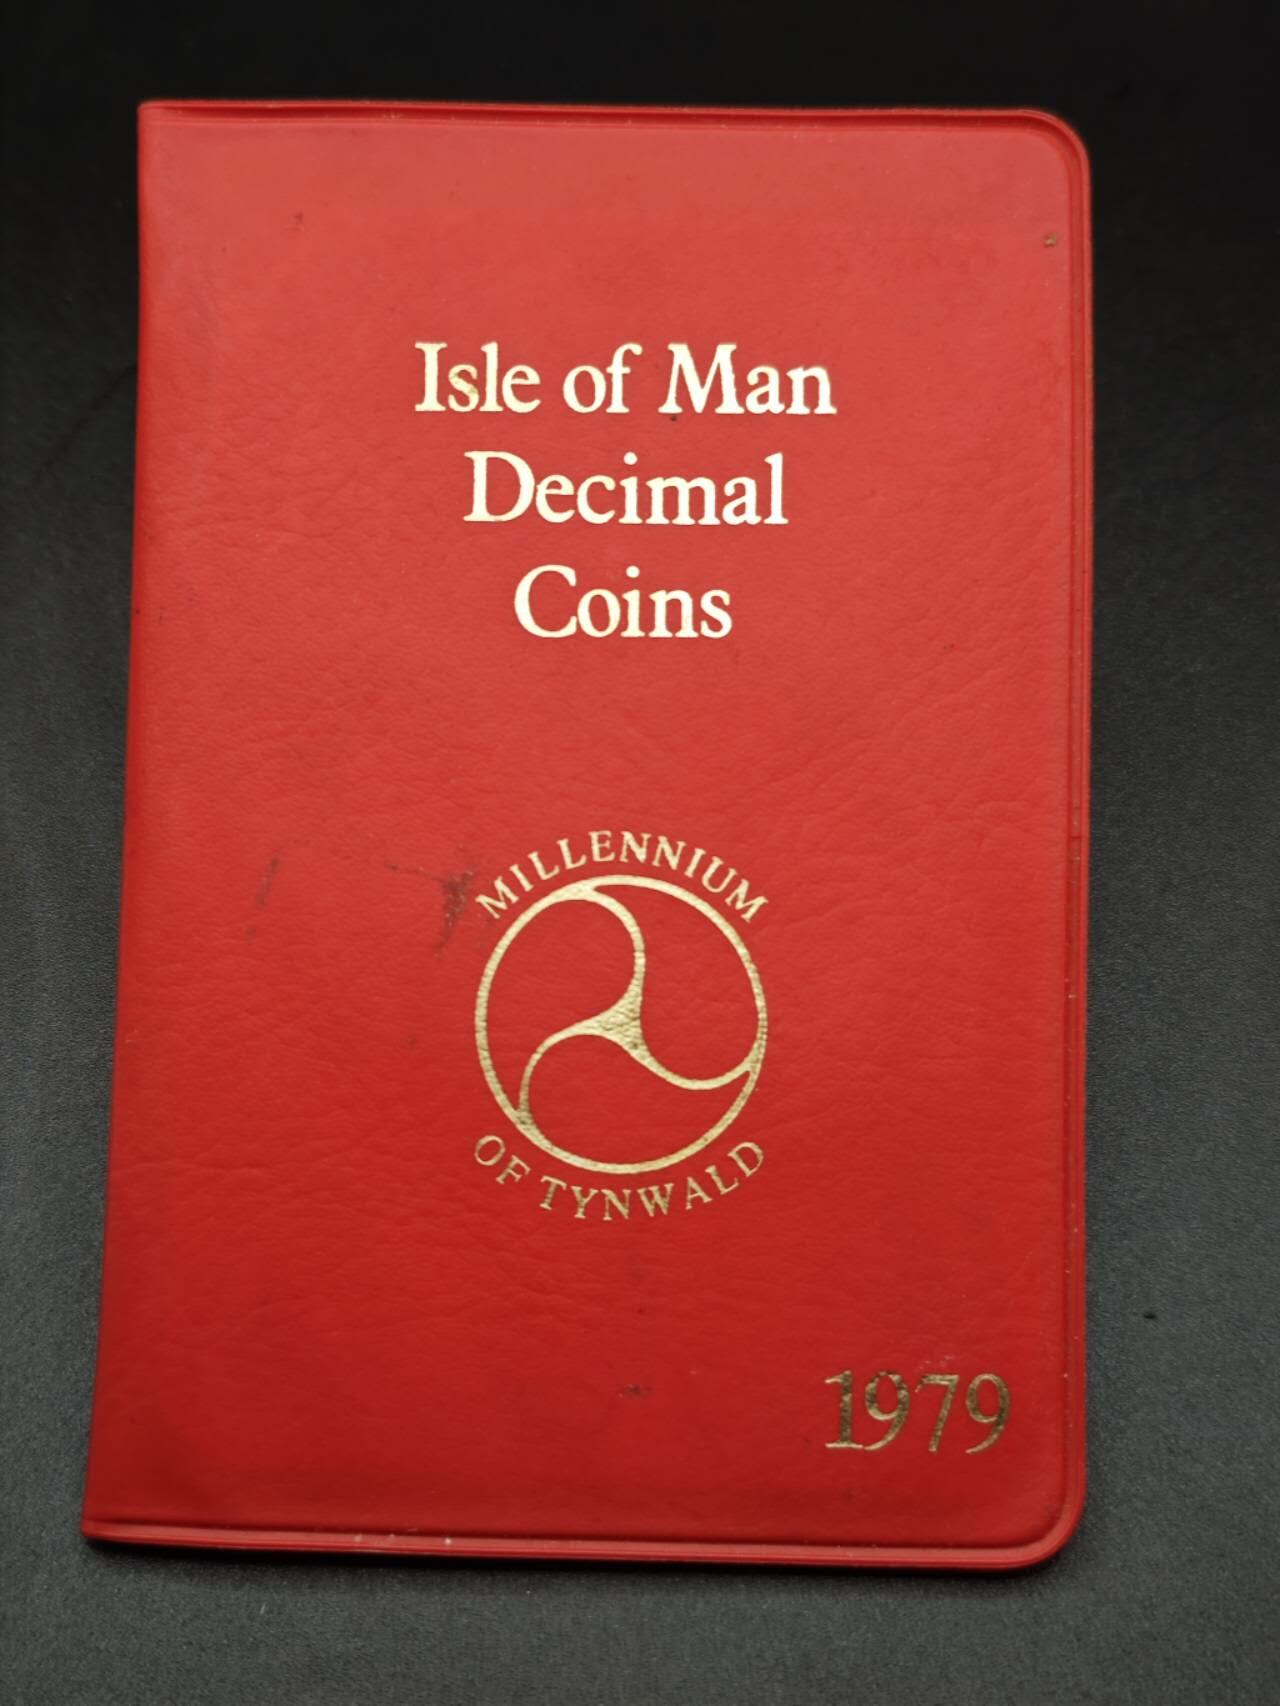 Isle of Man
Decimal
Coins
MILLENNIUM
OF TYNWALD
1979